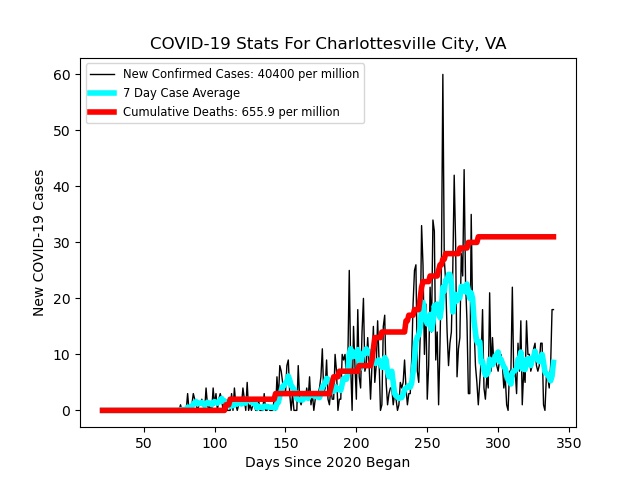 COVID-19 Stats For Charlottesville City, VA
New Confirmed Cases: 40400 per million
7 Day Case Average
Cumulative Deaths: 655.9 per million
New COVID-19 Cases
60
50
40
30
20
10
0
50 100 150 200 250 300 350
Days Since 2020 Began